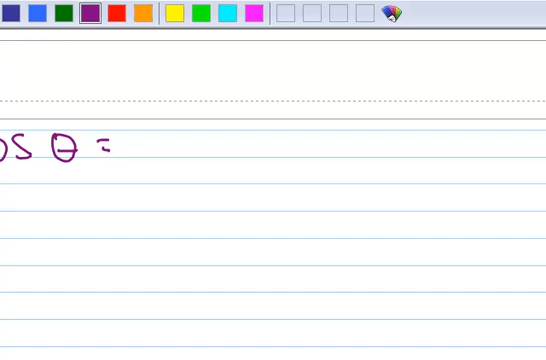 os θ =